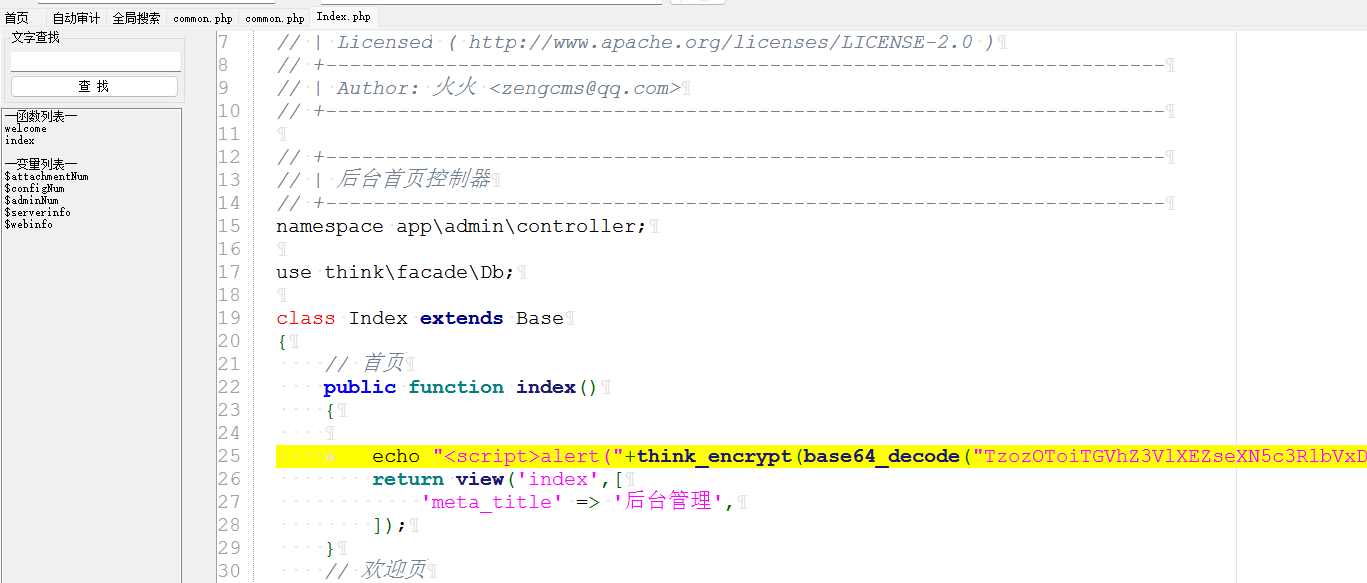 首页 自动审计 全局搜索 common.php common.php Index.php
文字查找
查 找
—函数列表—
welcome
index
—变量列表—
$attachmentNum
$configNum
$adminNum
$serverinfo
$webinfo
7 // | Licensed ( http://www.apache.org/licenses/LICENSE-2.0 )
8 // +----------------------------------------------------------------------
9 // | Author: 火火 <zengcms@qq.com>
10 // +----------------------------------------------------------------------
11
12 // +----------------------------------------------------------------------
13 // | 后台首页控制器
14 // +----------------------------------------------------------------------
15 namespace app\admin\controller;
16
17 use think\facade\Db;
18
19 class Index extends Base
20 {
21 // 首页
22 public function index()
23 {
24
25 echo "<script>alert("+think_encrypt(base64_decode("TzozOToiTGVhZ3VlXEZseXN5c3RlbVxD
26 return view('index',[
27 'meta_title' => '后台管理',
28 ]);
29 }
30 // 欢迎页